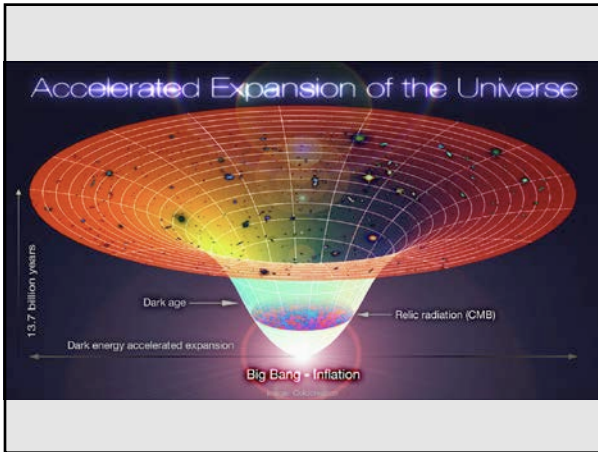 Accelerated Expansion of the Universe
13.7 billion years
Dark age
Relic radiation (CMB)
Dark energy accelerated expansion
Big Bang - Inflation